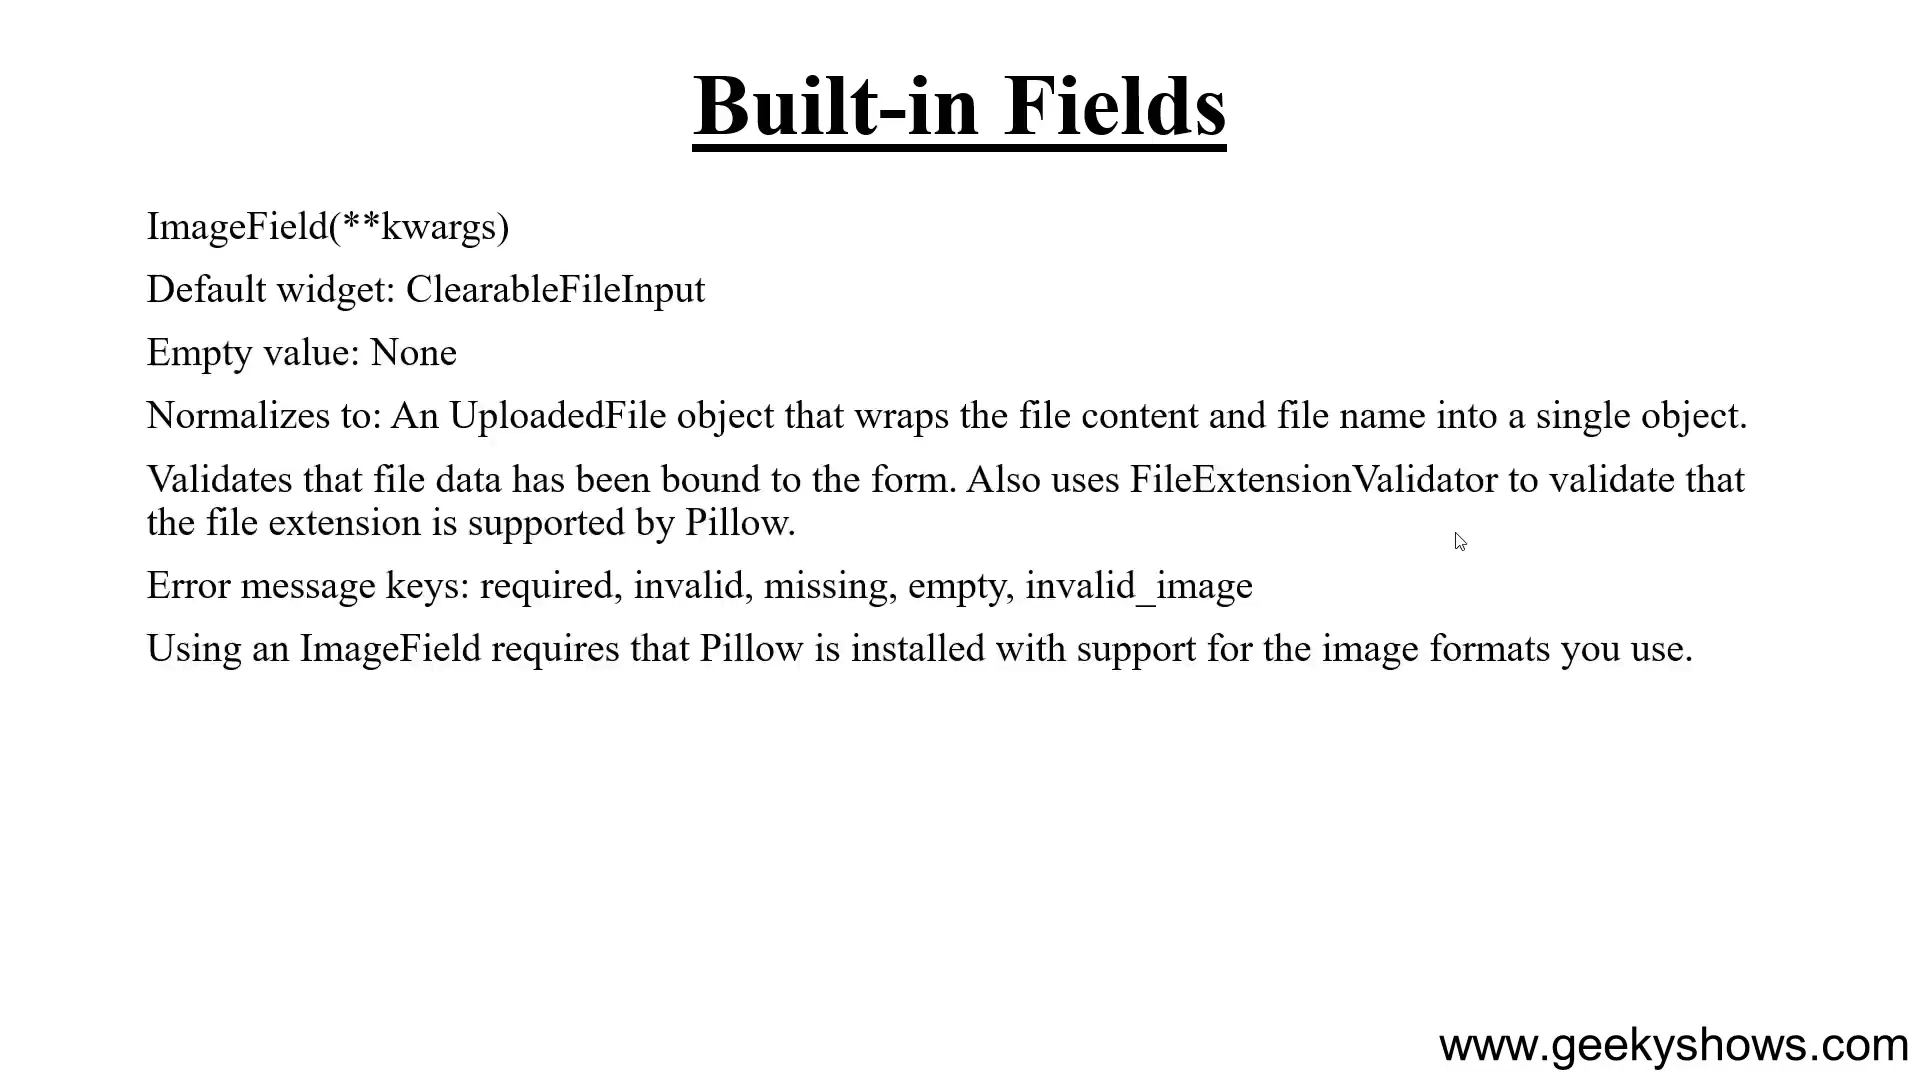 Built-in Fields
ImageField(**kwargs)
Default widget: ClearableFileInput
Empty value: None
Normalizes to: An UploadedFile object that wraps the file content and file name into a single object.
Validates that file data has been bound to the form. Also uses FileExtensionValidator to validate that
the file extension is supported by Pillow.
Error message keys: required, invalid, missing, empty, invalid_image
Using an ImageField requires that Pillow is installed with support for the image formats you use.
www.geekyshows.com